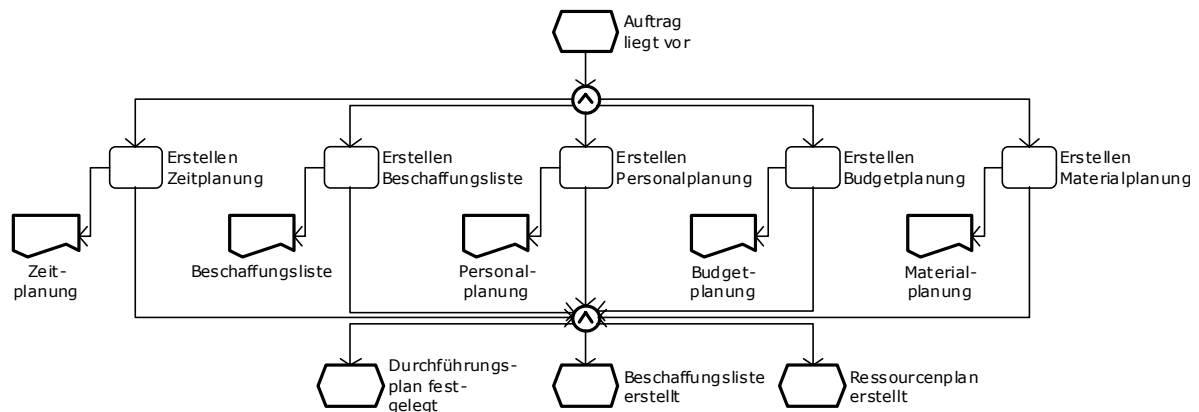 Auftrag
liegt vor
Erstellen
Zeitplanung
Erstellen
Beschaffungsliste
Erstellen
Personalplanung
Erstellen
Budgetplanung
Erstellen
Materialplanung
Zeit-
planung
Beschaffungsliste
Personal-
planung
Budget-
planung
Material-
planung
Durchführungs-
plan fest-
gelegt
Beschaffungsliste
erstellt
Ressourcenplan
erstellt